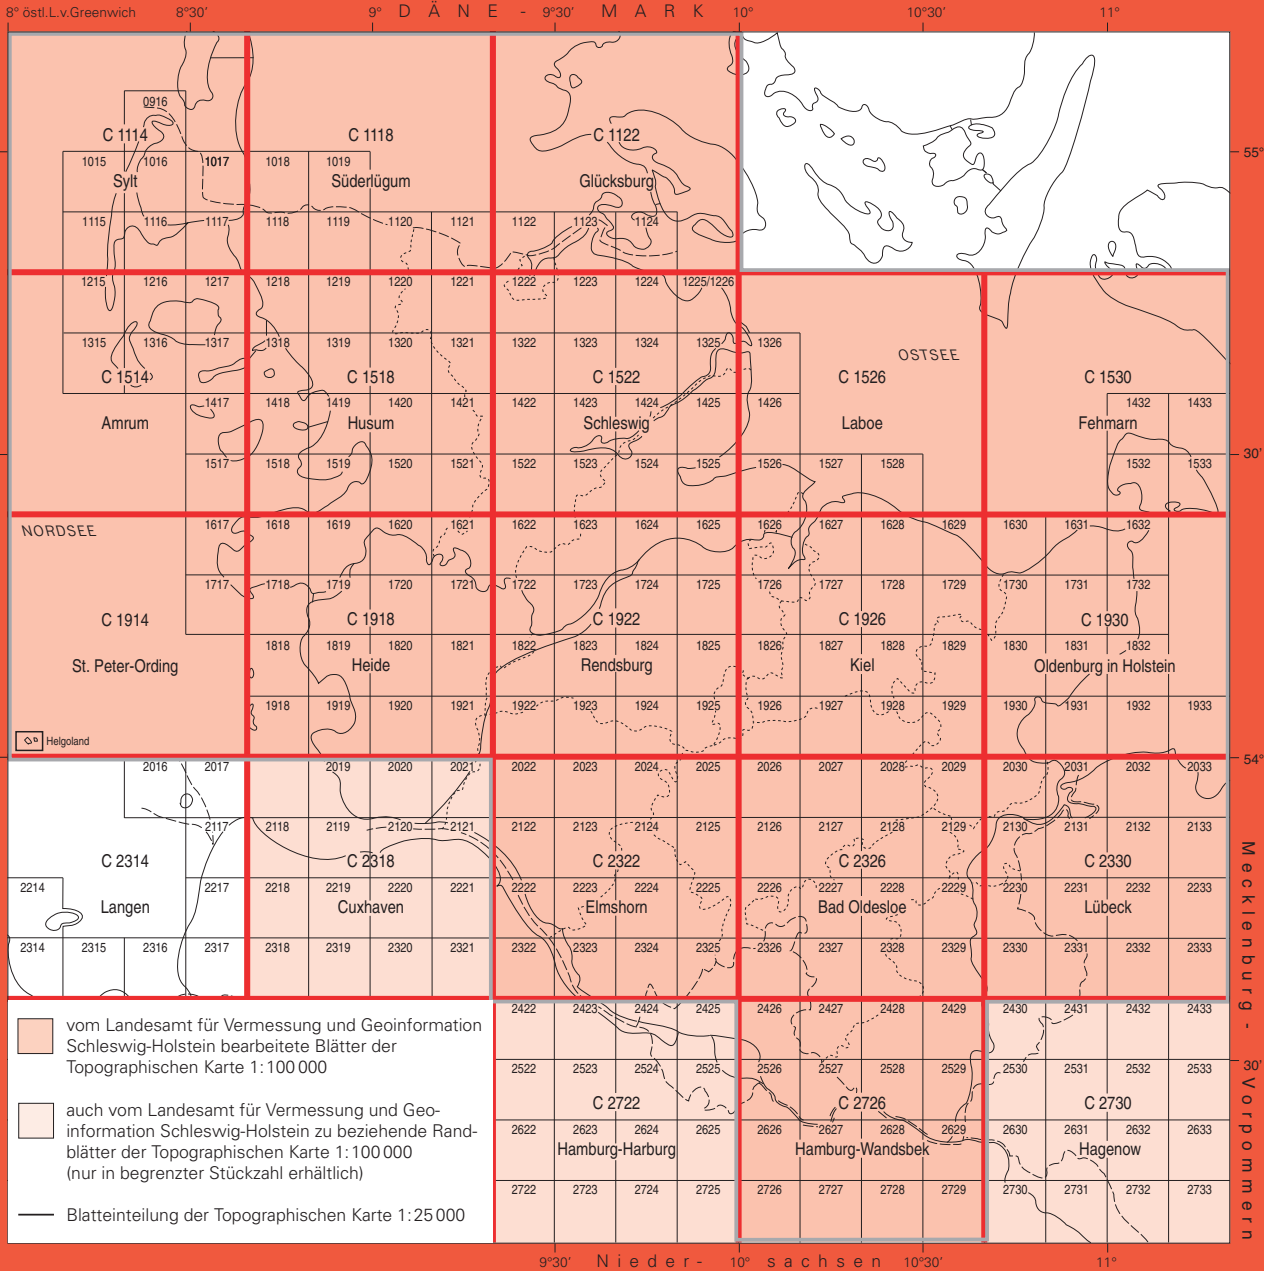 8° östl.L.v.Greenwich 8°30′ 9° DÄNE- 9°30′ MARK 10° 10°30′ 11°
0916
C 1114 C 1118 C 1122
55°
1015 1016 1017 1018 1019
Sylt Süderlügum Glücksburg
1115 1116 1117 1118 1119 1120 1121 1122 1123 1124
1215 1216 1217 1218 1219 1220 1221 1222 1223 1224 1225/1226
1315 1316 1317 1318 1319 1320 1321 1322 1323 1324 1325 1326
OSTSEE
C 1514 C 1518 C 1522 C 1526 C 1530
1417 1418 1419 1420 1421 1422 1423 1424 1425 1426 1432 1433
Amrum Husum Schleswig Laboe Fehmarn
30′
1517 1518 1519 1520 1521 1522 1523 1524 1525 1526 1527 1528 1532 1533
NORDSEE
1617 1618 1619 1620 1621 1622 1623 1624 1625 1626 1627 1628 1629 1630 1631 1632
1717 1718 1719 1720 1721 1722 1723 1724 1725 1726 1727 1728 1729 1730 1731 1732
C 1914 C 1918 C 1922 C 1926 C 1930
1818 1819 1820 1821 1822 1823 1824 1825 1826 1827 1828 1829 1830 1831 1832
St. Peter-Ording Heide Rendsburg Kiel Oldenburg in Holstein
1918 1919 1920 1921 1922 1923 1924 1925 1926 1927 1928 1929 1930 1931 1932 1933
Helgoland
54°
2016 2017 2019 2020 2021 2022 2023 2024 2025 2026 2027 2028 2029 2030 2031 2032 2033
2117 2118 2119 2120 2121 2122 2123 2124 2125 2126 2127 2128 2129 2130 2131 2132 2133
C 2314 C 2318 C 2322 C 2326 C 2330
2214 2217 2218 2219 2220 2221 2222 2223 2224 2225 2226 2227 2228 2229 2230 2231 2232 2233
Langen Cuxhaven Elmshorn Bad Oldesloe Lübeck
2314 2315 2316 2317 2318 2319 2320 2321 2322 2323 2324 2325 2326 2327 2328 2329 2330 2331 2332 2333
2422 2423 2424 2425 2426 2427 2428 2429 2430 2431 2432 2433
30′
2522 2523 2524 2525 2526 2527 2528 2529 2530 2531 2532 2533
C 2722 C 2726 C 2730
2622 2623 2624 2625 2626 2627 2628 2629 2630 2631 2632 2633
Hamburg-Harburg Hamburg-Wandsbek Hagenow
2722 2723 2724 2725 2726 2727 2728 2729 2730 2731 2732 2733
Mecklenburg-Vorpommern
vom Landesamt für Vermessung und Geoinformation
Schleswig-Holstein bearbeitete Blätter der
Topographischen Karte 1:100 000
auch vom Landesamt für Vermessung und Geo-
information Schleswig-Holstein zu beziehende Rand-
blätter der Topographischen Karte 1:100 000
(nur in begrenzter Stückzahl erhältlich)
Blatteinteilung der Topographischen Karte 1:25 000
9°30′ Nieder- 10° sachsen 10°30′ 11°